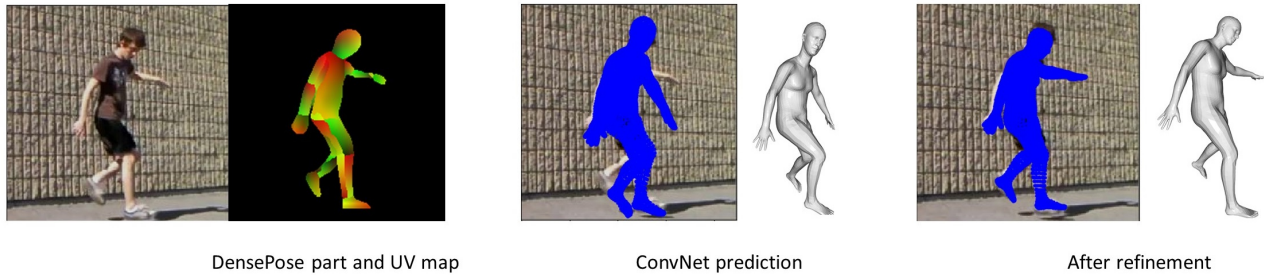 DensePose part and UV map
ConvNet prediction
After refinement